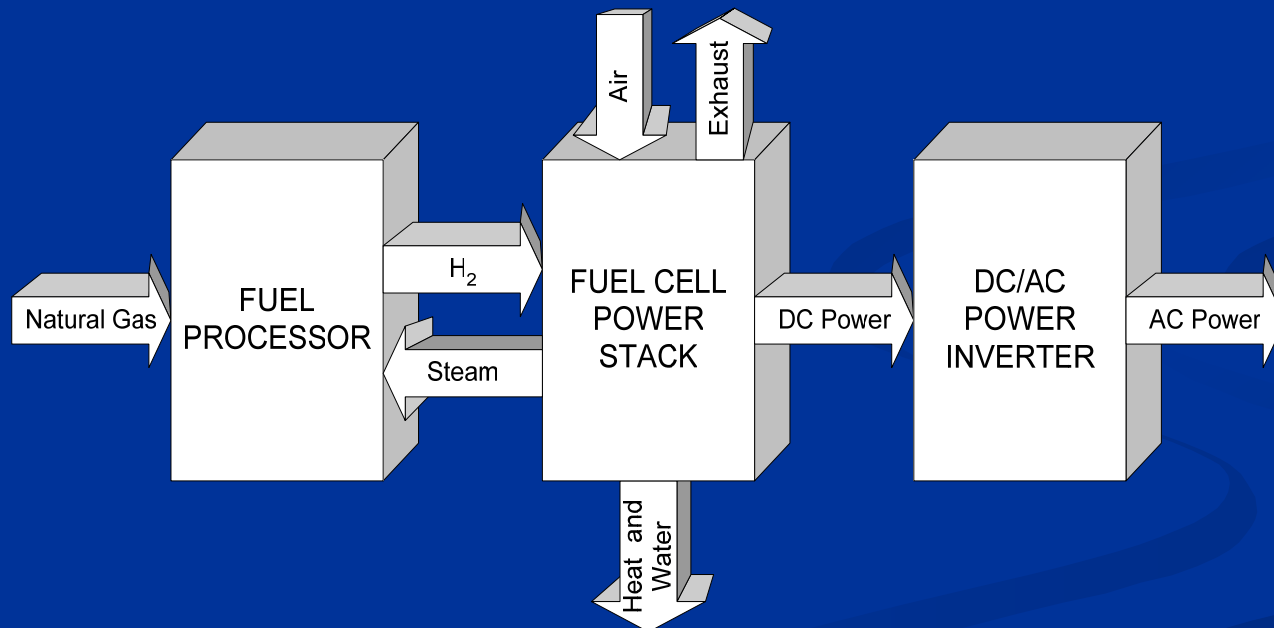 Air
Exhaust
Natural Gas
FUEL
PROCESSOR
H₂
Steam
FUEL CELL
POWER
STACK
DC Power
DC/AC
POWER
INVERTER
AC Power
Heat and
Water